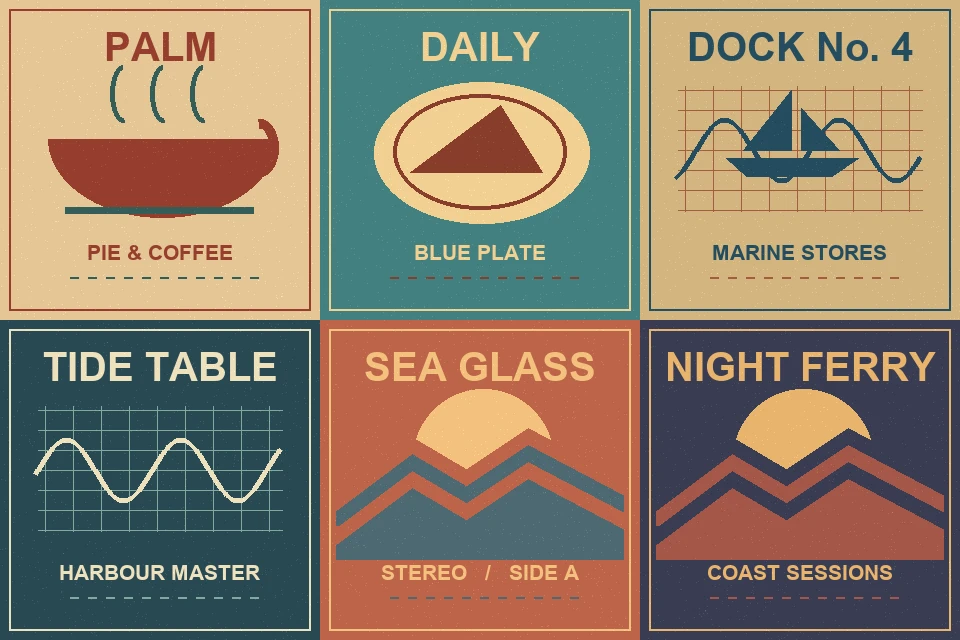 PALM
PIE & COFFEE
DAILY
BLUE PLATE
DOCK No. 4
MARINE STORES
TIDE TABLE
HARBOUR MASTER
SEA GLASS
STEREO / SIDE A
NIGHT FERRY
COAST SESSIONS